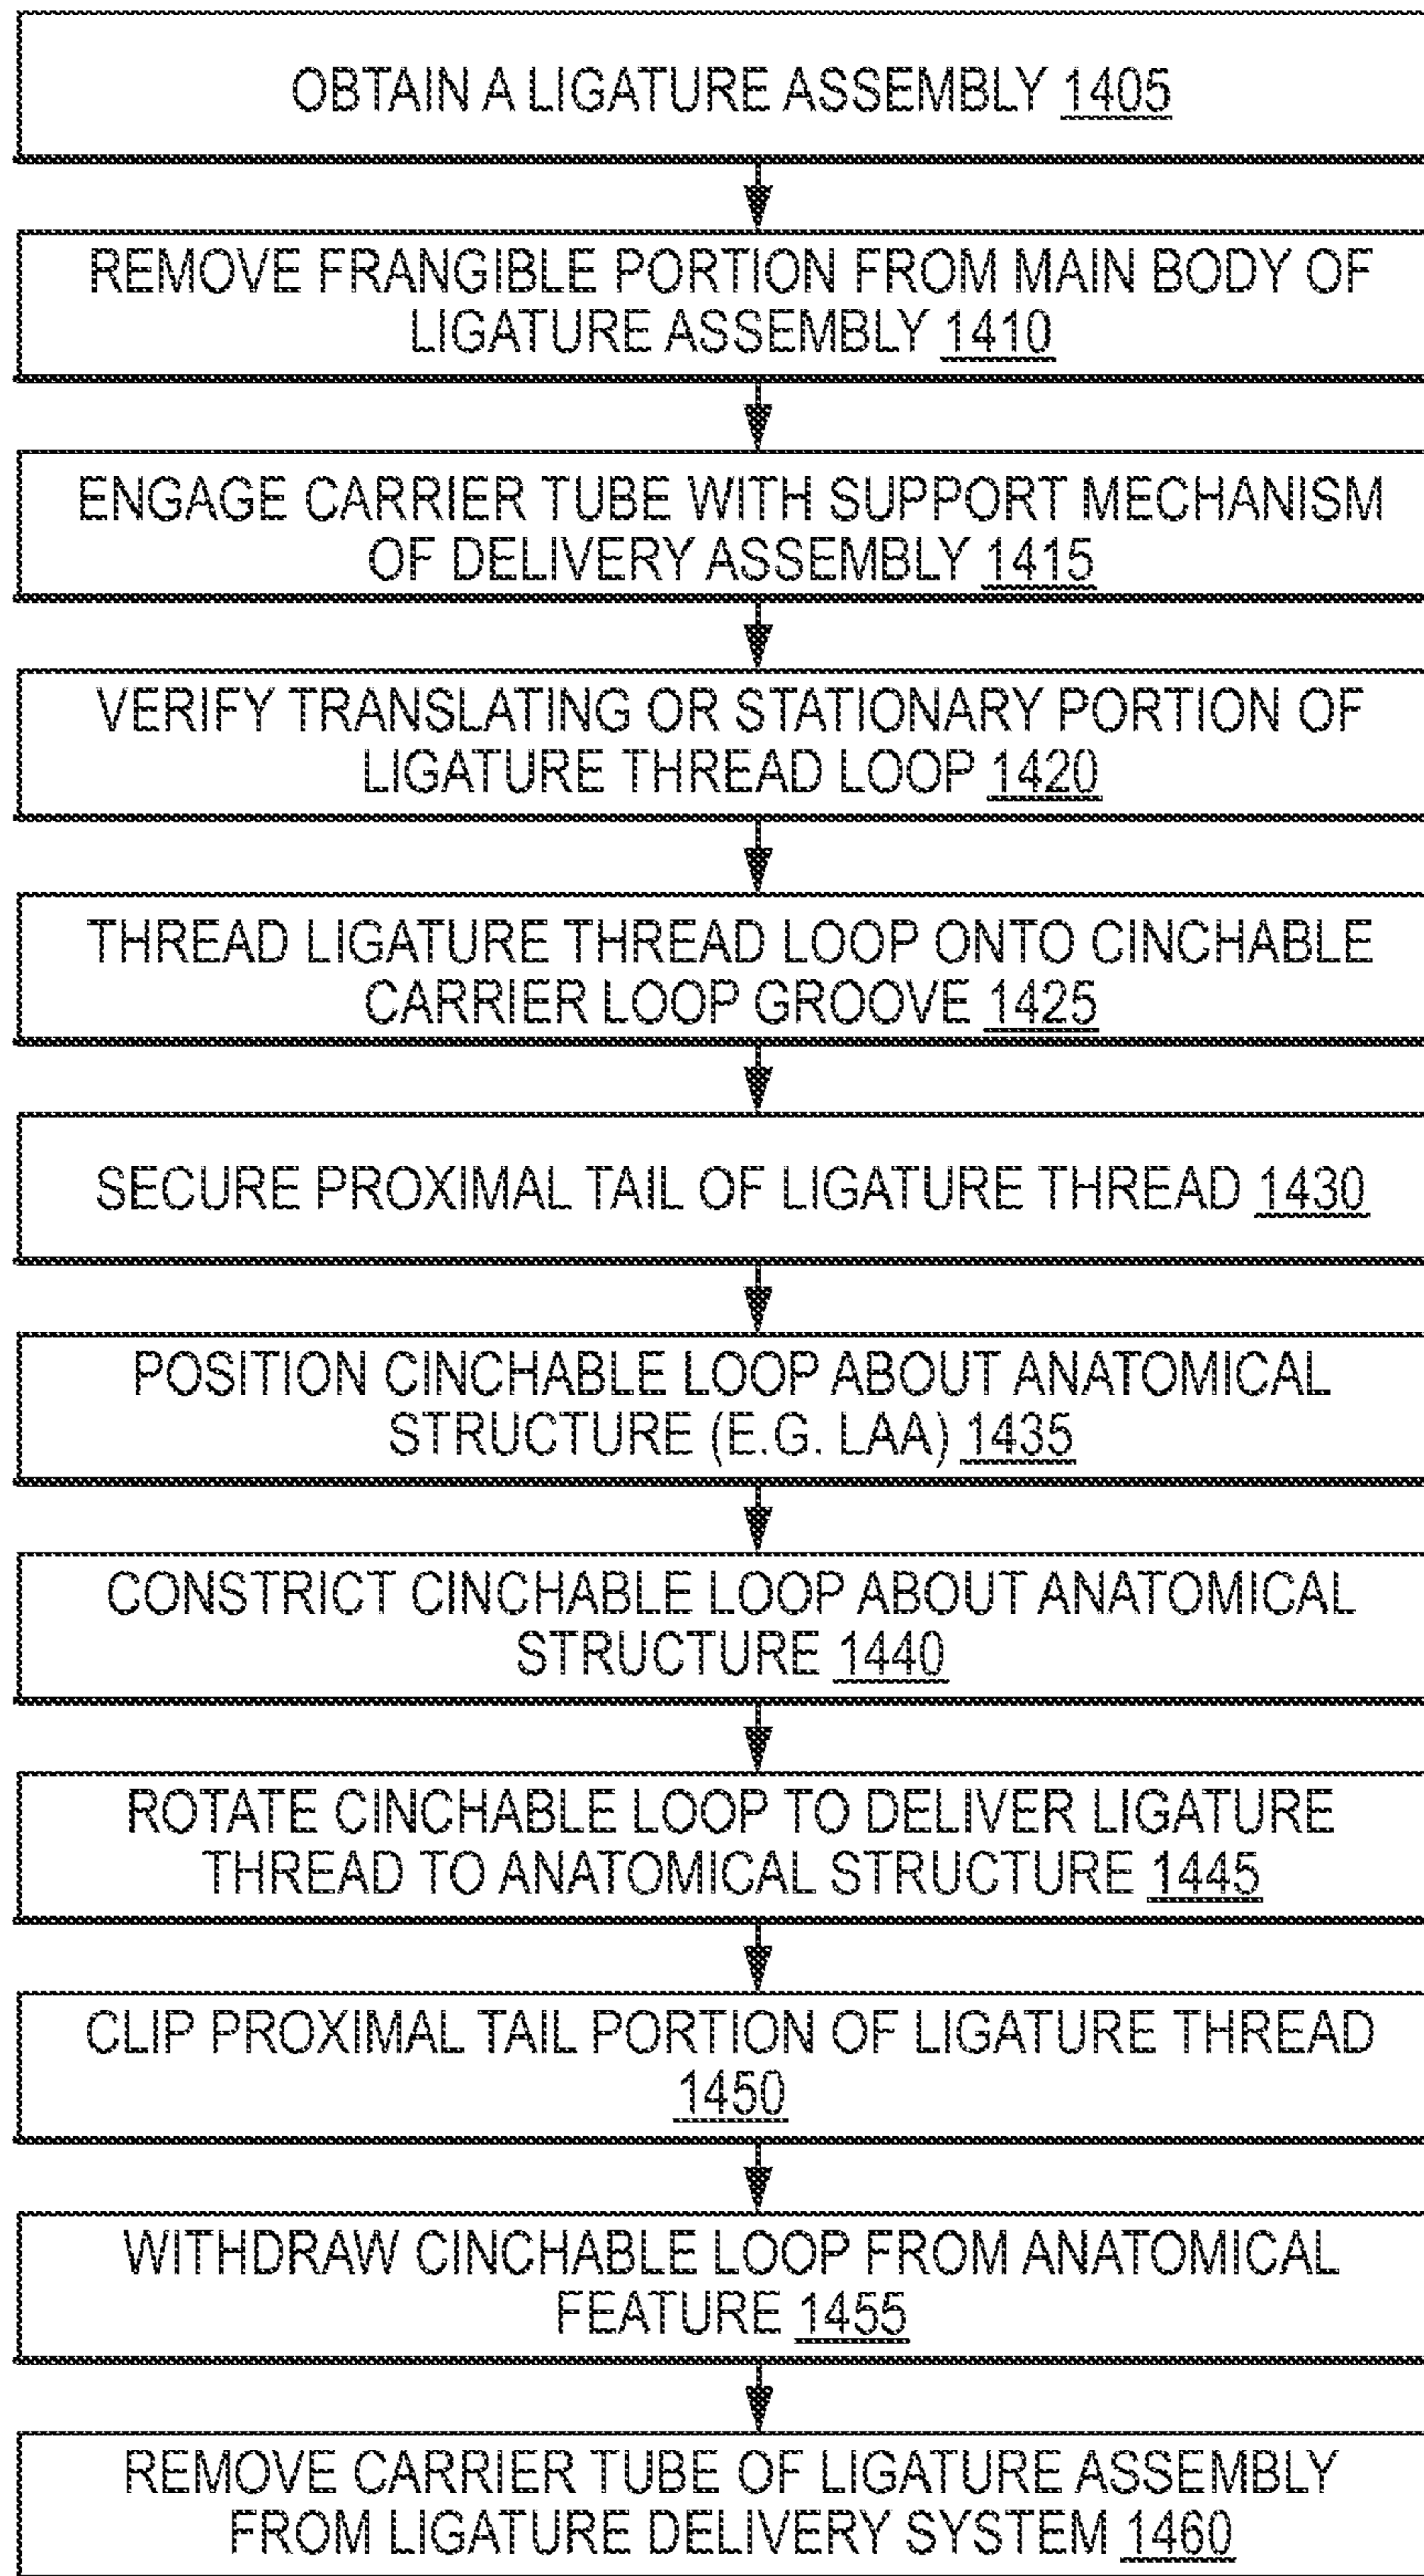 OBTAIN A LIGATURE ASSEMBLY 1405
REMOVE FRANGIBLE PORTION FROM MAIN BODY OF
LIGATURE ASSEMBLY 1410
ENGAGE CARRIER TUBE WITH SUPPORT MECHANISM
OF DELIVERY ASSEMBLY 1415
VERIFY TRANSLATING OR STATIONARY PORTION OF
LIGATURE THREAD LOOP 1420
THREAD LIGATURE THREAD LOOP ONTO CINCHABLE
CARRIER LOOP GROOVE 1425
SECURE PROXIMAL TAIL OF LIGATURE THREAD 1430
POSITION CINCHABLE LOOP ABOUT ANATOMICAL
STRUCTURE (E.G. LAA) 1435
CONSTRICT CINCHABLE LOOP ABOUT ANATOMICAL
STRUCTURE 1440
ROTATE CINCHABLE LOOP TO DELIVER LIGATURE
THREAD TO ANATOMICAL STRUCTURE 1445
CLIP PROXIMAL TAIL PORTION OF LIGATURE THREAD
1450
WITHDRAW CINCHABLE LOOP FROM ANATOMICAL
FEATURE 1455
REMOVE CARRIER TUBE OF LIGATURE ASSEMBLY
FROM LIGATURE DELIVERY SYSTEM 1460